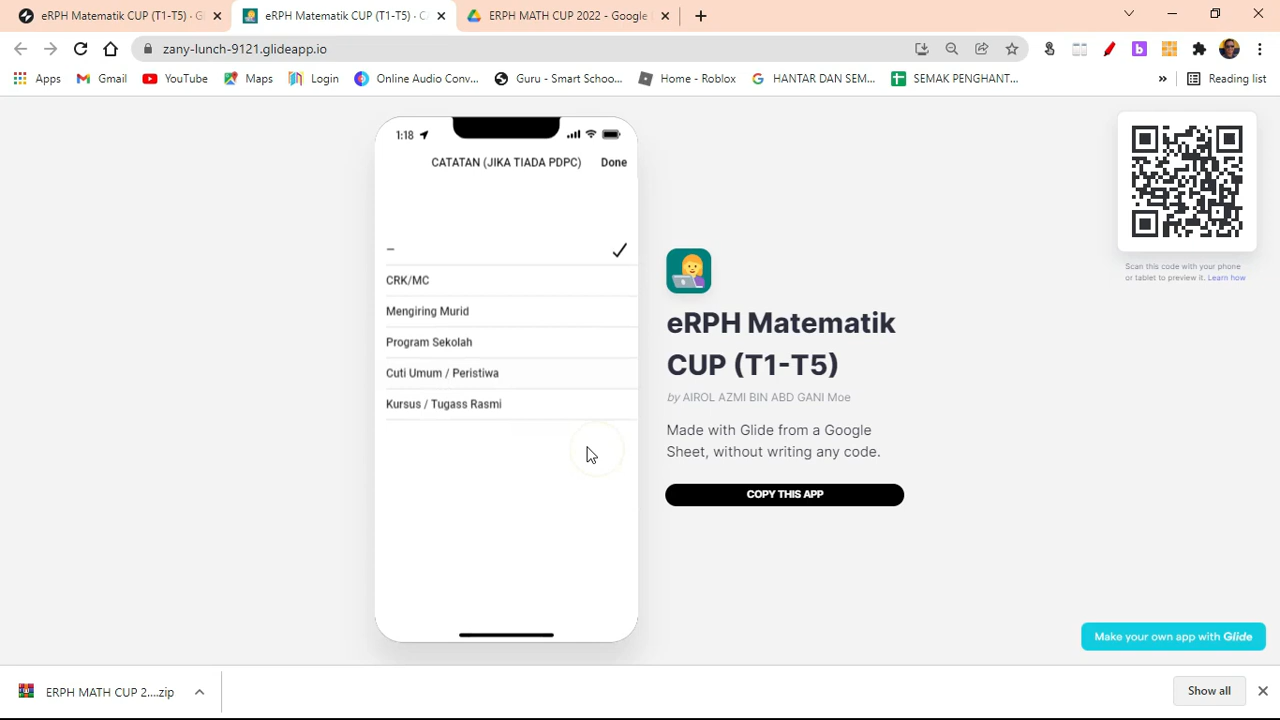 eRPH Matematik CUP (T1-T5) - Gl
eRPH Matematik CUP (T1-T5) - CA
ERPH MATH CUP 2022 - Google
zany-lunch-9121.glideapp.io
Apps
Gmail
YouTube
Maps
Login
Online Audio Conv...
Guru - Smart Schoo...
Home - Roblox
HANTAR DAN SEM...
SEMAK PENGHANT...
»
Reading list
1:18
CATATAN (JIKA TIADA PDPC)
Done
–
CRK/MC
Mengiring Murid
Program Sekolah
Cuti Umum / Peristiwa
Kursus / Tugass Rasmi
eRPH Matematik
CUP (T1-T5)
by AIROL AZMI BIN ABD GANI Moe
Made with Glide from a Google
Sheet, without writing any code.
COPY THIS APP
Scan this code with your phone
or tablet to preview it. Learn how
Make your own app with Glide
ERPH MATH CUP 2....zip
Show all